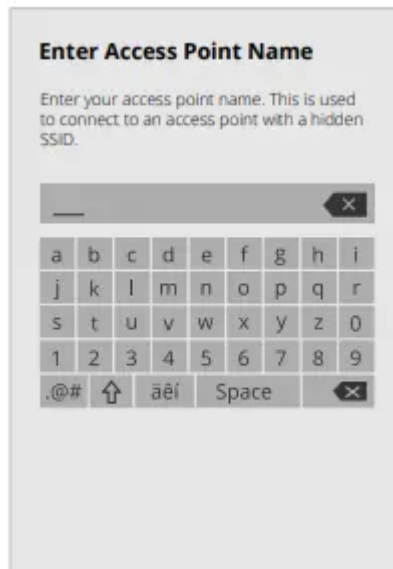 Enter Access Point Name
Enter your access point name. This is used
to connect to an access point with a hidden
SSID.
a b c d e f g h i
j k l m n o p q r
s t u v w x y z 0
1 2 3 4 5 6 7 8 9
.@# äêí Space